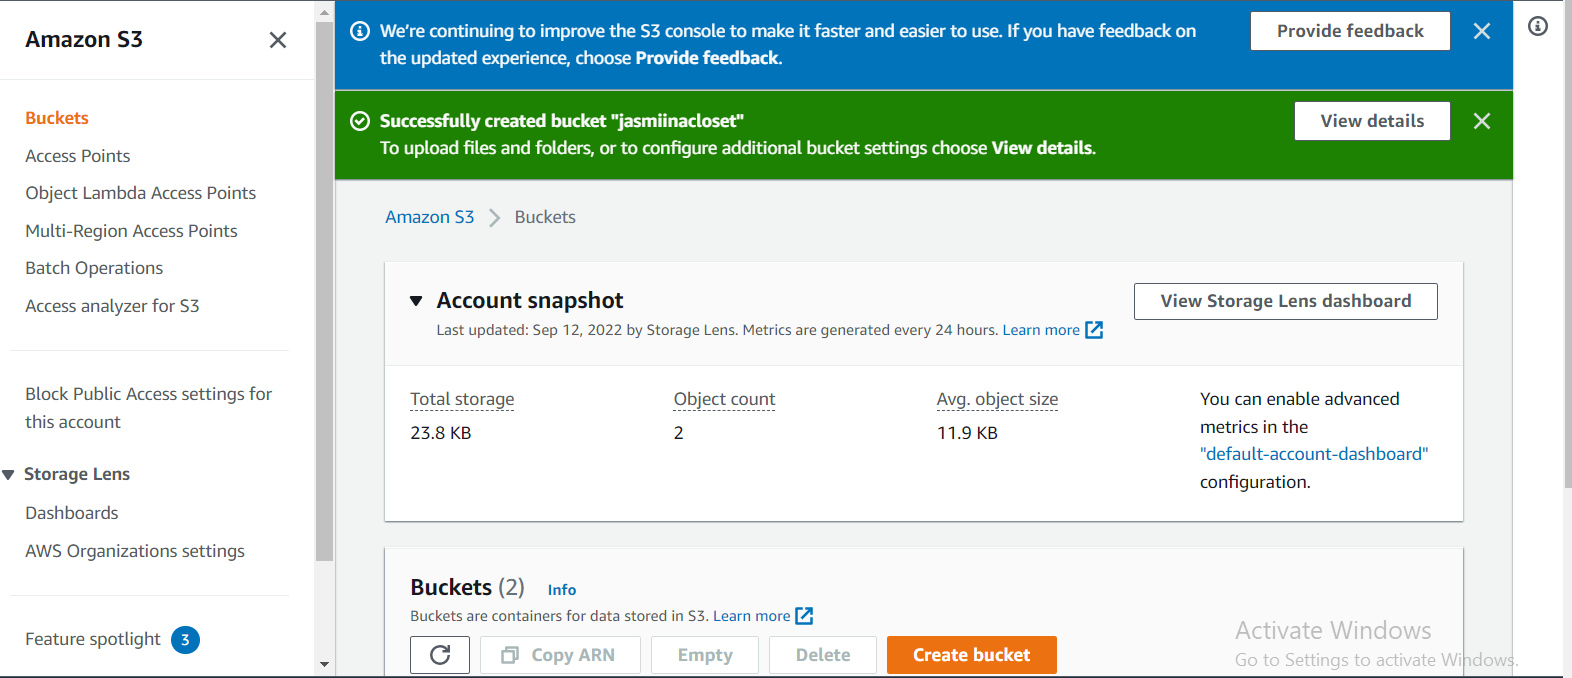 Amazon S3
Buckets
Access Points
Object Lambda Access Points
Multi-Region Access Points
Batch Operations
Access analyzer for S3
Block Public Access settings for
this account
Storage Lens
Dashboards
AWS Organizations settings
Feature spotlight 3
We're continuing to improve the S3 console to make it faster and easier to use. If you have feedback on
the updated experience, choose Provide feedback.
Provide feedback
Successfully created bucket "jasmiinacloset"
To upload files and folders, or to configure additional bucket settings choose View details.
View details
Amazon S3 Buckets
Account snapshot
Last updated: Sep 12, 2022 by Storage Lens. Metrics are generated every 24 hours. Learn more
View Storage Lens dashboard
Total storage
23.8 KB
Object count
2
Avg. object size
11.9 KB
You can enable advanced
metrics in the
"default-account-dashboard"
configuration.
Buckets (2) Info
Buckets are containers for data stored in S3. Learn more
Copy ARN Empty Delete Create bucket
Activate Windows
Go to Settings to activate Windows.